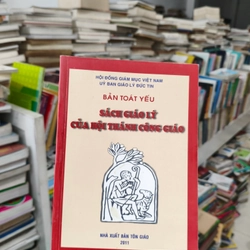 HỘI ĐỒNG GIÁM MỤC VIỆT NAM
ỦY BAN GIÁO LÝ ĐỨC TIN
BẢN TOÁT YẾU
SÁCH GIÁO LÝ
CỦA HỘI THÁNH CÔNG GIÁO
NHÀ XUẤT BẢN TÔN GIÁO
2011